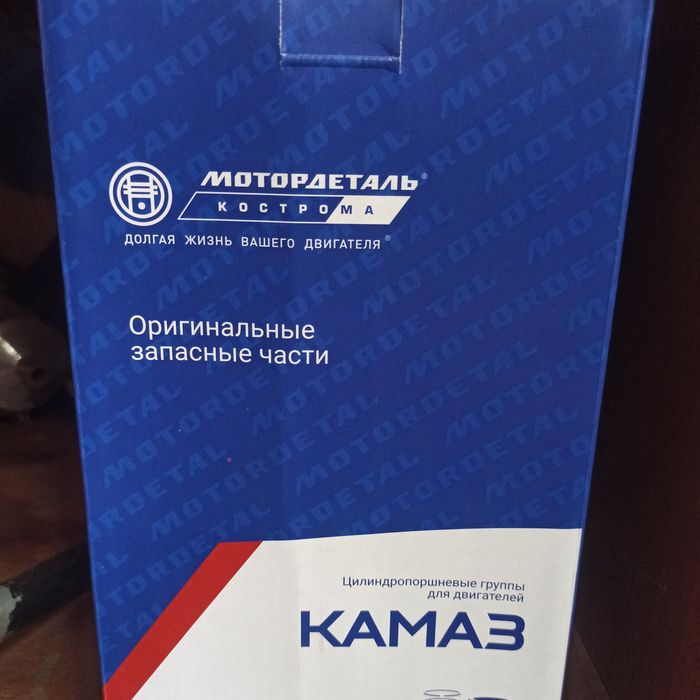 МОТОРДЕТАЛЬ®
КОСТРОМА
ДОЛГАЯ ЖИЗНЬ ВАШЕГО ДВИГАТЕЛЯ®
Оригинальные
запасные части
Цилиндропоршневые группы
для двигателей
КАМАЗ